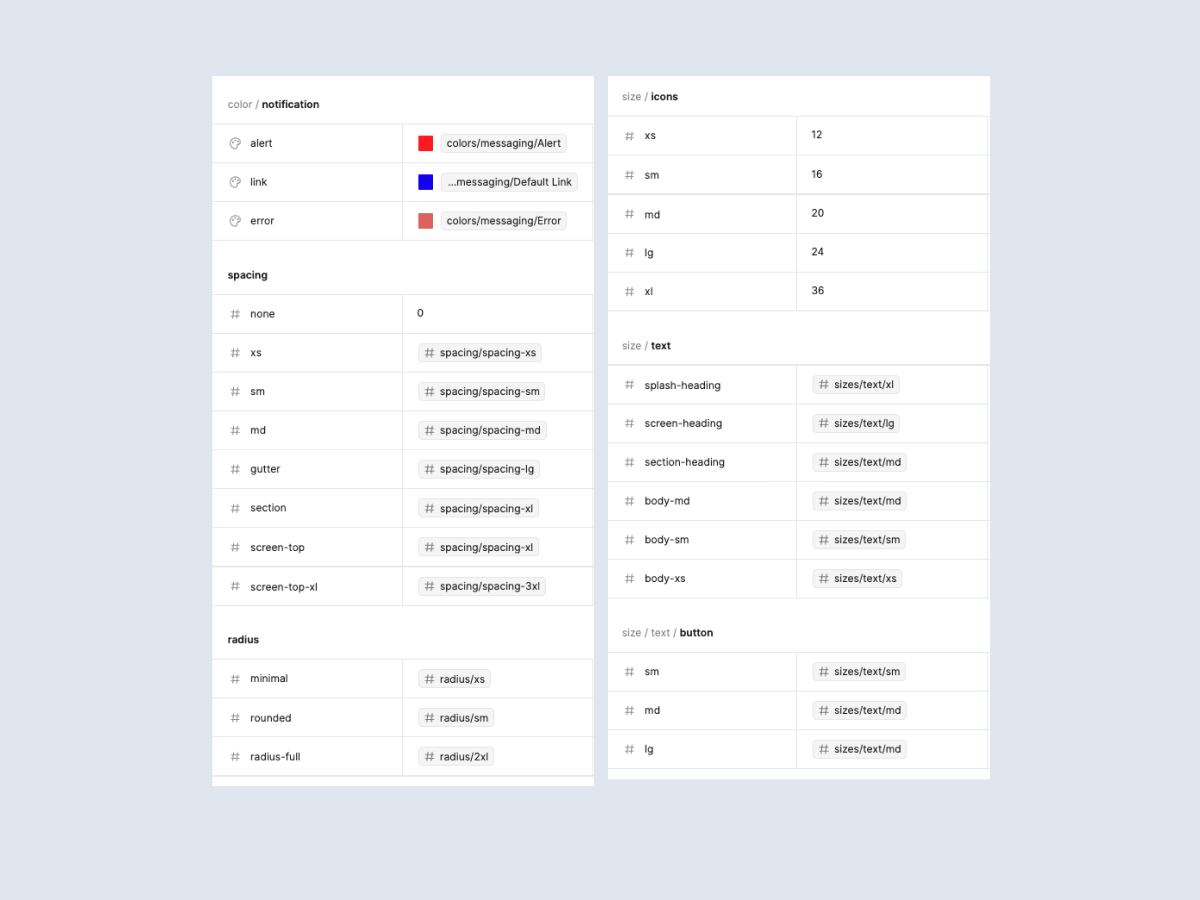 color / notification
alert colors/messaging/Alert
link ...messaging/Default Link
error colors/messaging/Error
spacing
none 0
xs spacing/spacing-xs
sm spacing/spacing-sm
md spacing/spacing-md
gutter spacing/spacing-lg
section spacing/spacing-xl
screen-top spacing/spacing-xl
screen-top-xl spacing/spacing-3xl
radius
minimal radius/xs
rounded radius/sm
radius-full radius/2xl
size / icons
xs 12
sm 16
md 20
lg 24
xl 36
size / text
splash-heading sizes/text/xl
screen-heading sizes/text/lg
section-heading sizes/text/md
body-md sizes/text/md
body-sm sizes/text/sm
body-xs sizes/text/xs
size / text / button
sm sizes/text/sm
md sizes/text/md
lg sizes/text/md